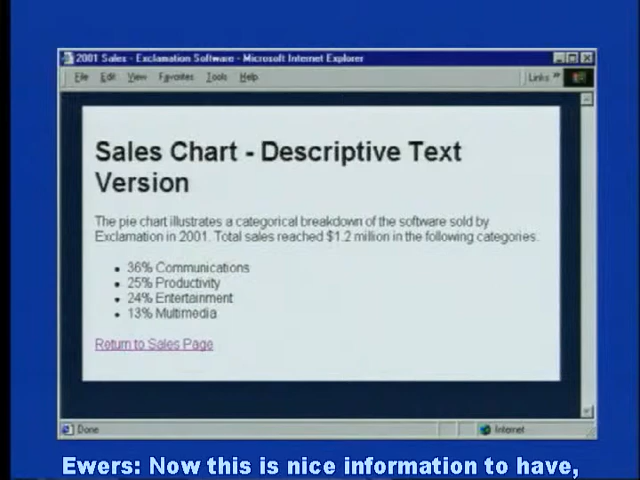 2001 Sales - Exclamation Software - Microsoft Internet Explorer
File Edit View Favorites Tools Help Links »
Sales Chart - Descriptive Text
Version
The pie chart illustrates a categorical breakdown of the software sold by
Exclamation in 2001. Total sales reached $1.2 million in the following categories.
• 36% Communications
• 25% Productivity
• 24% Entertainment
• 13% Multimedia
Return to Sales Page
Done Internet
Ewers: Now this is nice information to have,